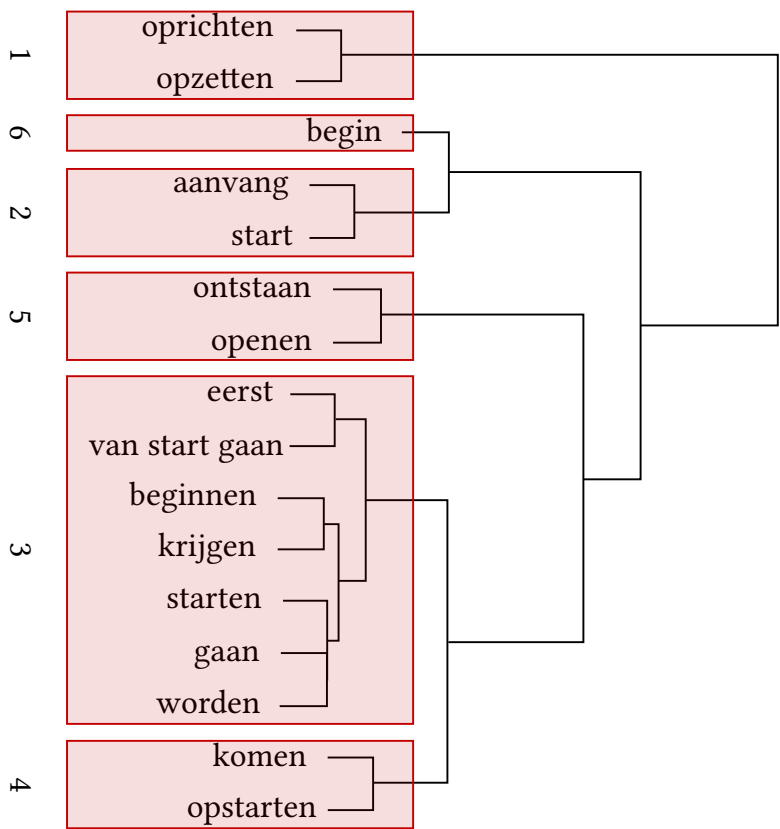 1
oprichten
opzetten
6
begin
2
aanvang
start
5
ontstaan
openen
3
eerst
van start gaan
beginnen
krijgen
starten
gaan
worden
4
komen
opstarten